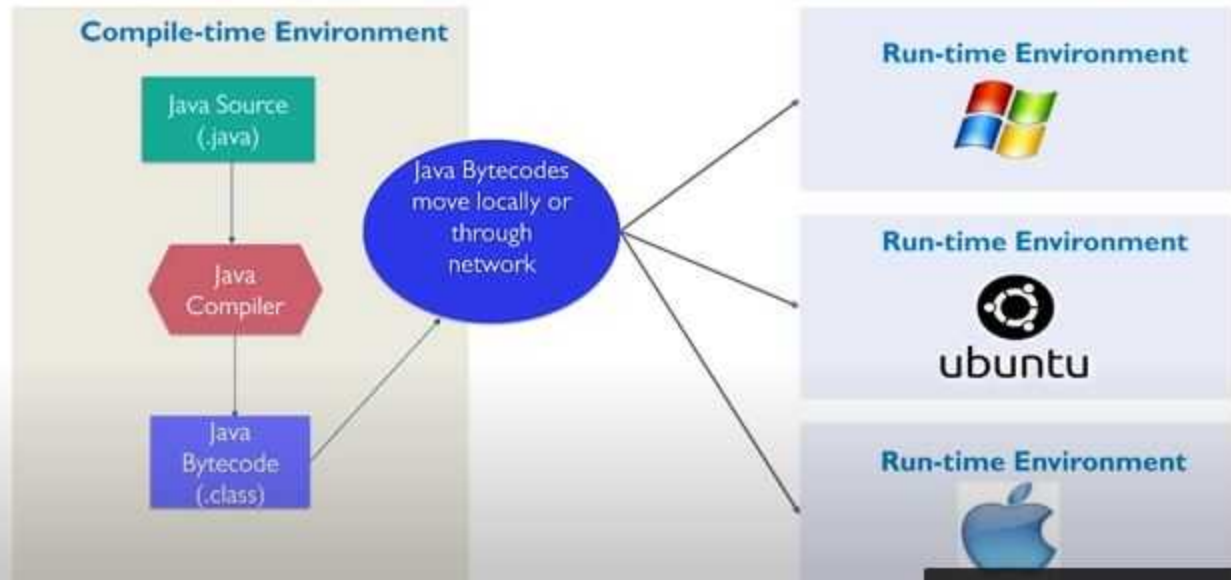 Compile-time Environment
Java Source
(.java)
Java
Compiler
Java
Bytecode
(.class)
Java Bytecodes
move locally or
through
network
Run-time Environment
Run-time Environment
ubuntu
Run-time Environment